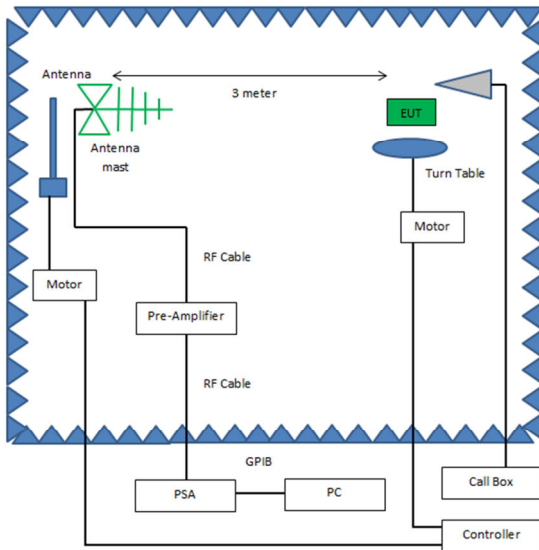 Antenna
3 meter
EUT
Antenna
mast
Turn Table
Motor
RF Cable
Motor
Pre-Amplifier
RF Cable
GPIB
PSA
PC
Call Box
Controller